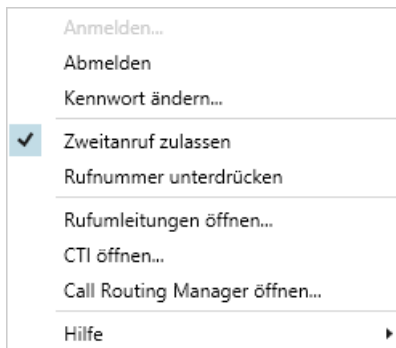 Anmelden...
Abmelden
Kennwort ändern...
Zweitanruf zulassen
Rufnummer unterdrücken
Rufumleitungen öffnen...
CTI öffnen...
Call Routing Manager öffnen...
Hilfe